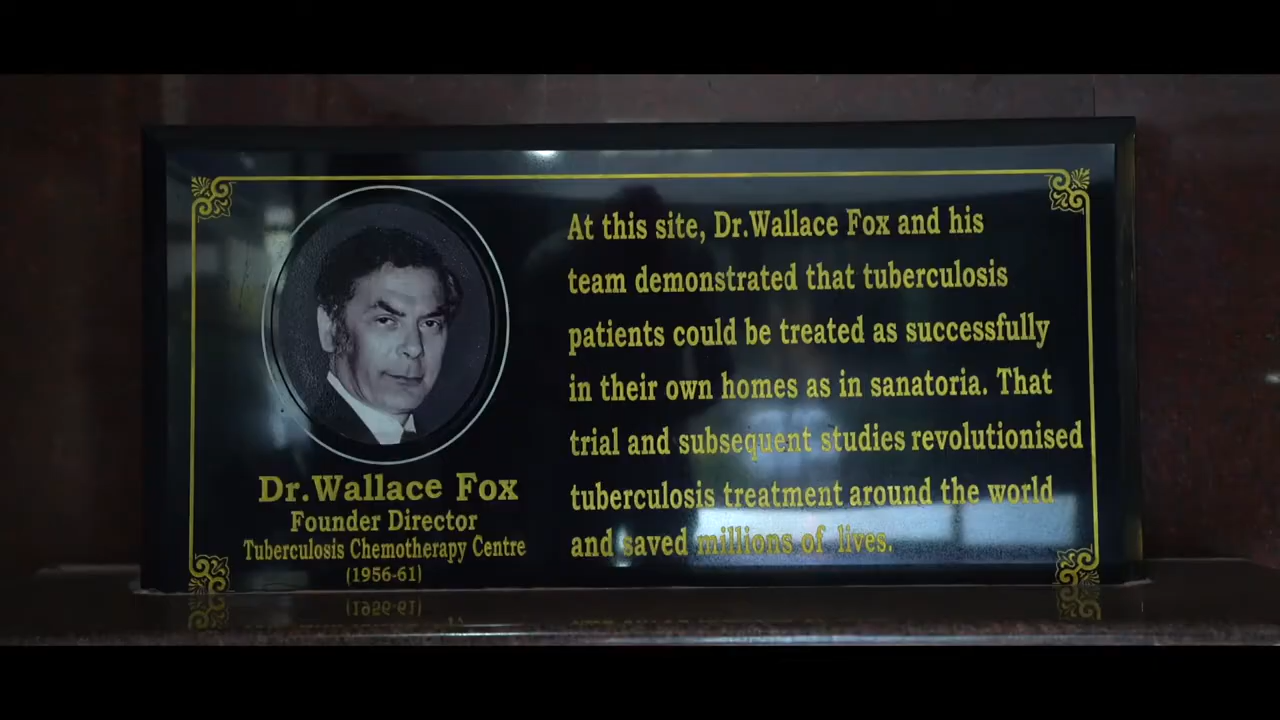 Dr.Wallace Fox
Founder Director
Tuberculosis Chemotherapy Centre
(1956-61)
At this site, Dr.Wallace Fox and his
team demonstrated that tuberculosis
patients could be treated as successfully
in their own homes as in sanatoria. That
trial and subsequent studies revolutionised
tuberculosis treatment around the world
and saved millions of lives.